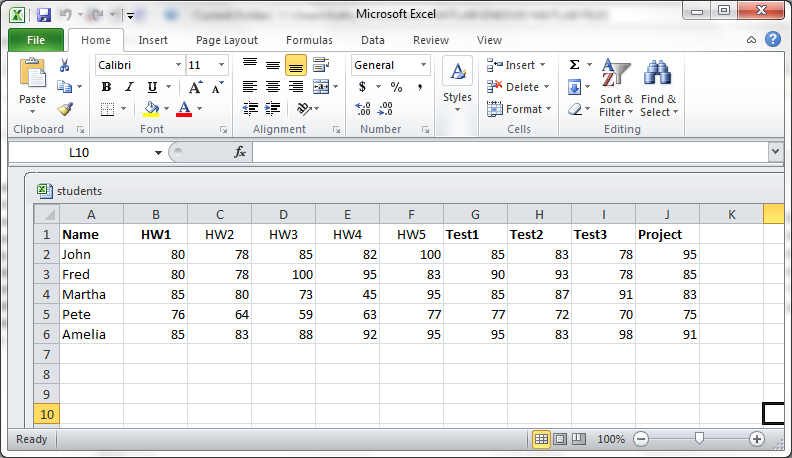 Microsoft Excel
File Home Insert Page Layout Formulas Data Review View
Calibri 11 General Insert Σ
Paste B I U A A $ % , Styles Delete Sort & Filter Find & Select
A .00 .0 Format
Clipboard Font Alignment Number Cells Editing
L10 fx
students
A B C D E F G H I J K
1 Name HW1 HW2 HW3 HW4 HW5 Test1 Test2 Test3 Project
2 John 80 78 85 82 100 85 83 78 95
3 Fred 80 78 100 95 83 90 93 78 85
4 Martha 85 80 73 45 95 85 87 91 83
5 Pete 76 64 59 63 77 77 72 70 75
6 Amelia 85 83 88 92 95 95 83 98 91
7
8
9
10
Ready 100%